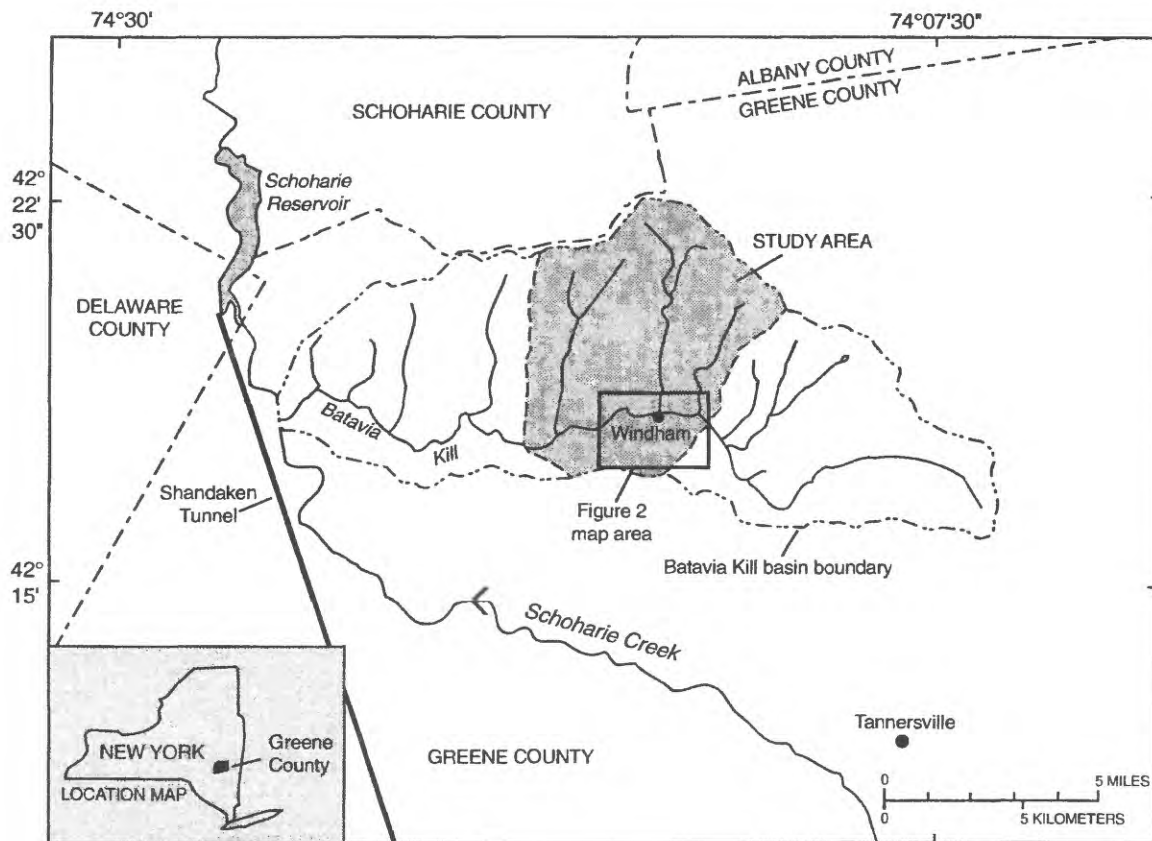 74°30'
74°07'30"
ALBANY COUNTY
GREENE COUNTY
SCHOHARIE COUNTY
42°
22'
30"
Schoharie
Reservoir
STUDY AREA
DELAWARE
COUNTY
Batavia
Kill
Windham
Shandaken
Tunnel
Figure 2
map area
Batavia Kill basin boundary
42°
15'
Schoharie Creek
Tannersville
NEW YORK
Greene
County
LOCATION MAP
GREENE COUNTY
0
5 MILES
0
5 KILOMETERS